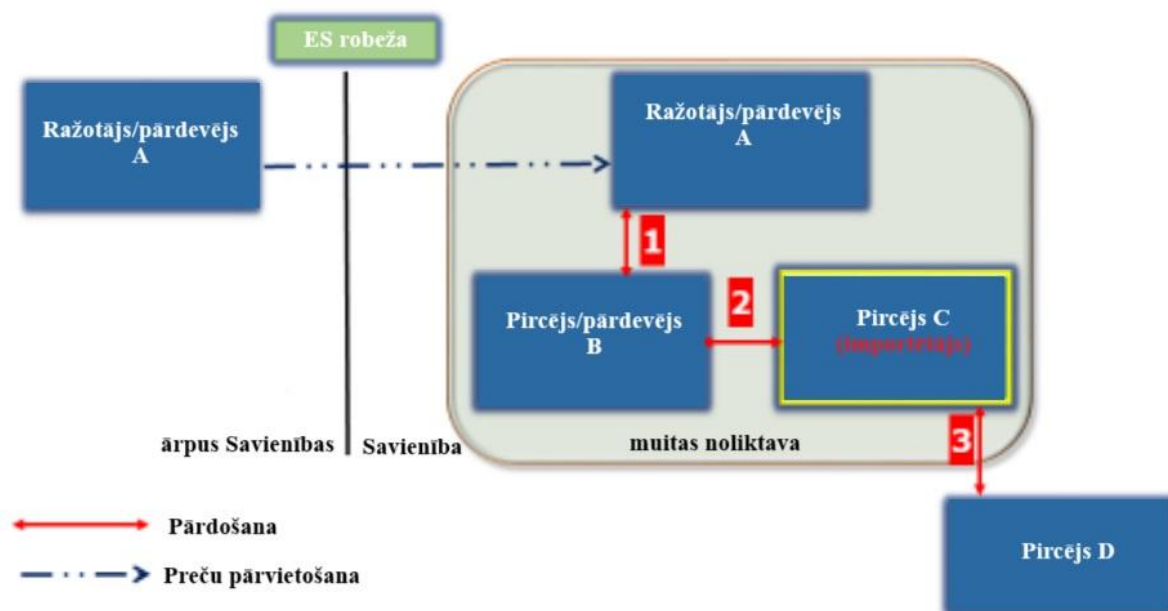 ES robeža
Ražotājs/pārdevējs
A
Ražotājs/pārdevējs
A
1
Pircējs/pārdevējs
B
2
Pircējs C
(importētājs)
ārpus Savienības
Savienība
muitas noliktava
3
Pārdošana
Pircējs D
Preču pārvietošana